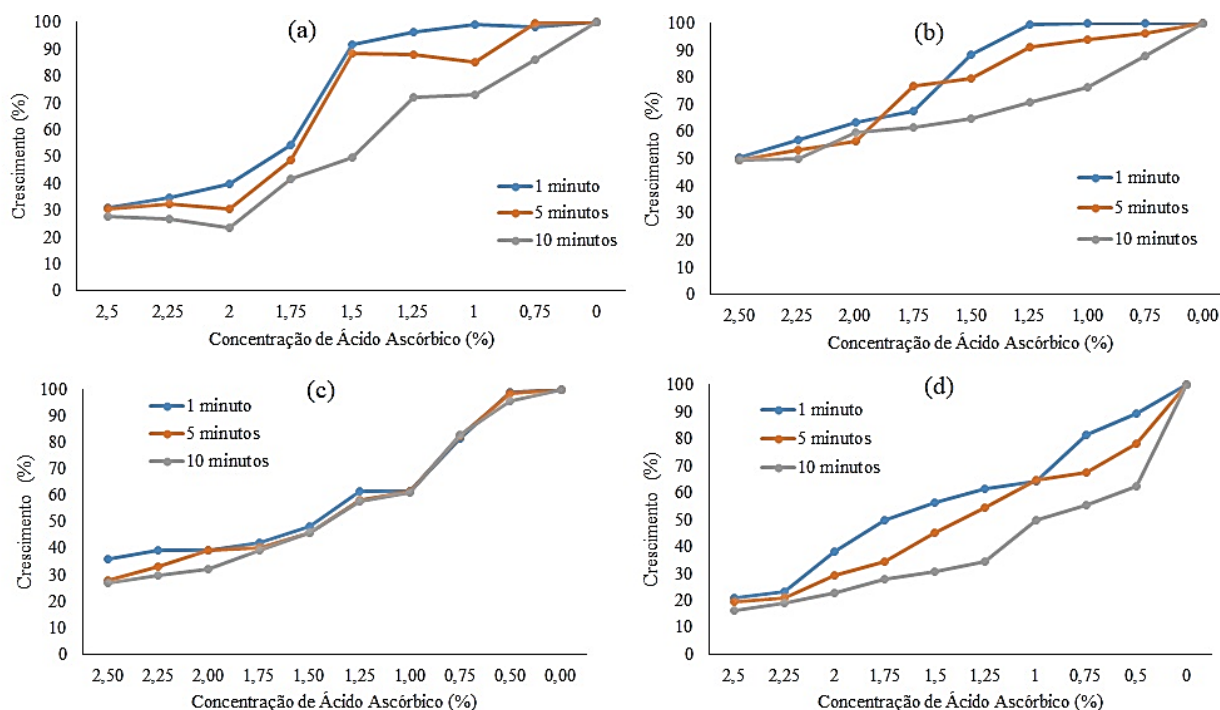 (a)
Crescimento (%)
100
90
80
70
60
50
40
30
20
10
0
1 minuto
5 minutos
10 minutos
2,5 2,25 2 1,75 1,5 1,25 1 0,75 0
Concentração de Ácido Ascórbico (%)
(b)
Crescimento (%)
100
90
80
70
60
50
40
30
20
10
0
1 minuto
5 minutos
10 minutos
2,50 2,25 2,00 1,75 1,50 1,25 1,00 0,75 0,00
Concentração de Ácido Ascórbico (%)
(c)
Crescimento (%)
100
90
80
70
60
50
40
30
20
10
0
1 minuto
5 minutos
10 minutos
2,50 2,25 2,00 1,75 1,50 1,25 1,00 0,75 0,50 0,00
Concentração de Ácido Ascórbico (%)
(d)
Crescimento (%)
100
90
80
70
60
50
40
30
20
10
0
1 minuto
5 minutos
10 minutos
2,5 2,25 2 1,75 1,5 1,25 1 0,75 0,5 0
Concentração de Ácido Ascórbico (%)